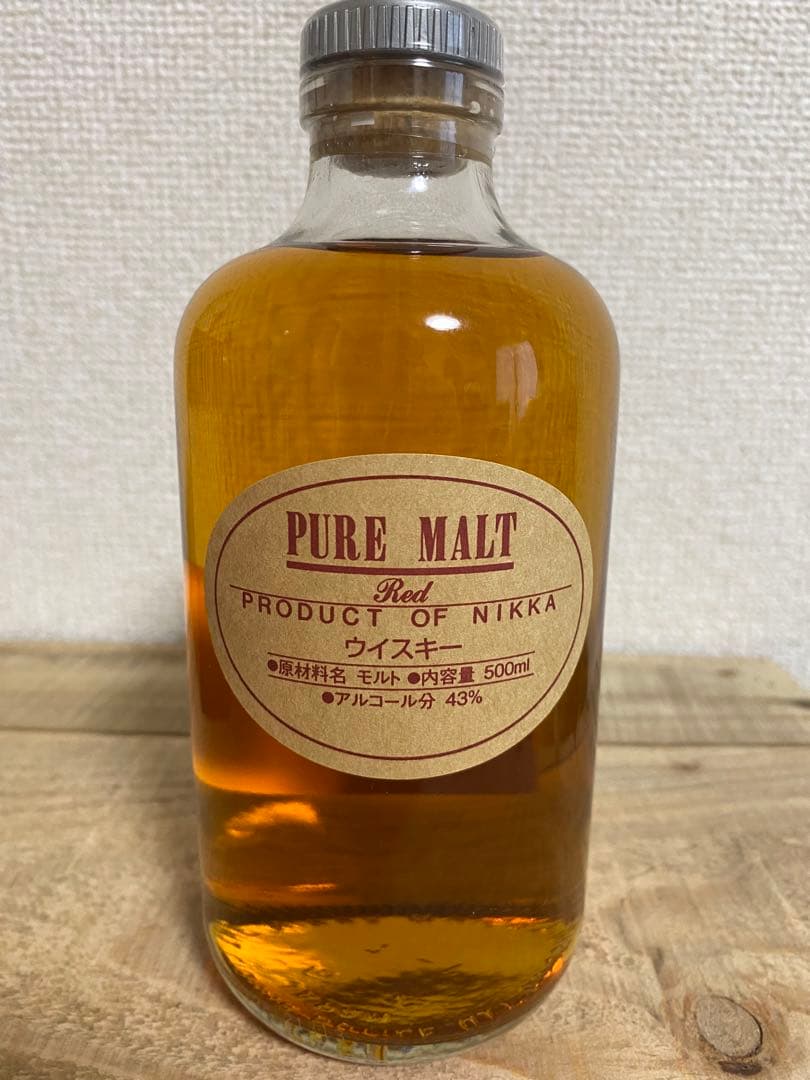 PURE MALT
Red
PRODUCT OF NIKKA
ウイスキー
●原材料名 モルト ●内容量 500ml
●アルコール分 43%